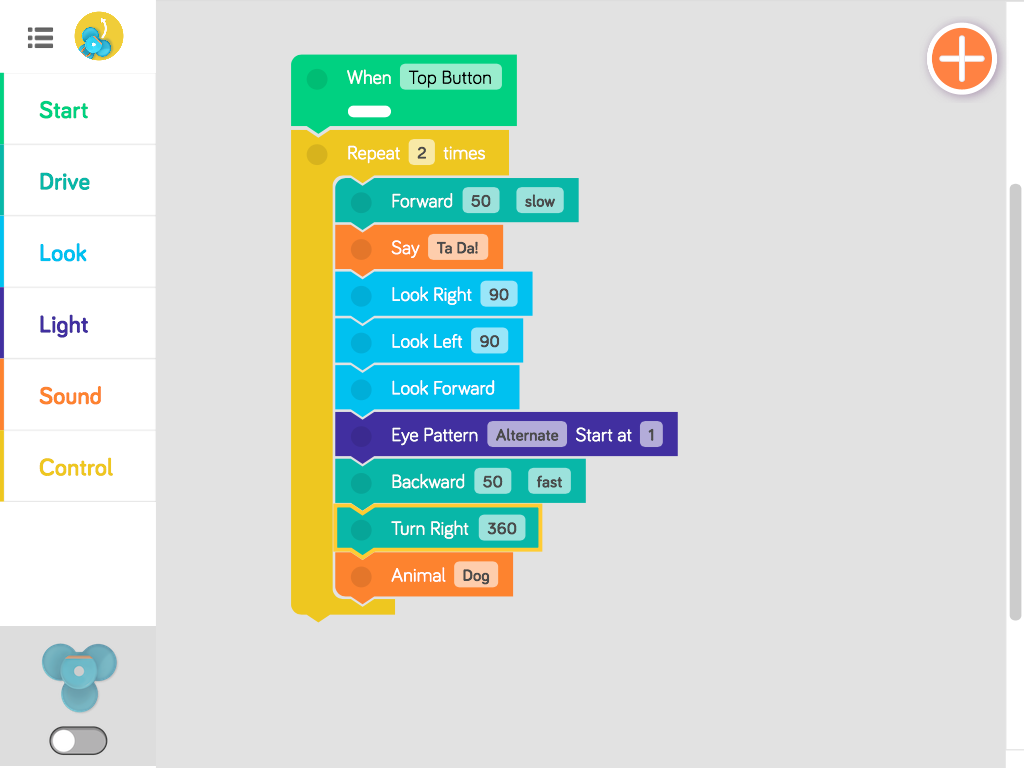 Start
Drive
Look
Light
Sound
Control
When Top Button
Repeat 2 times
Forward 50 slow
Say Ta Da!
Look Right 90
Look Left 90
Look Forward
Eye Pattern Alternate Start at 1
Backward 50 fast
Turn Right 360
Animal Dog